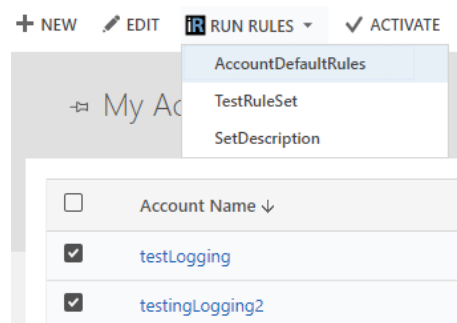 NEW EDIT iR RUN RULES ACTIVATE
AccountDefaultRules
My Ac
TestRuleSet
SetDescription
Account Name
testLogging
testingLogging2